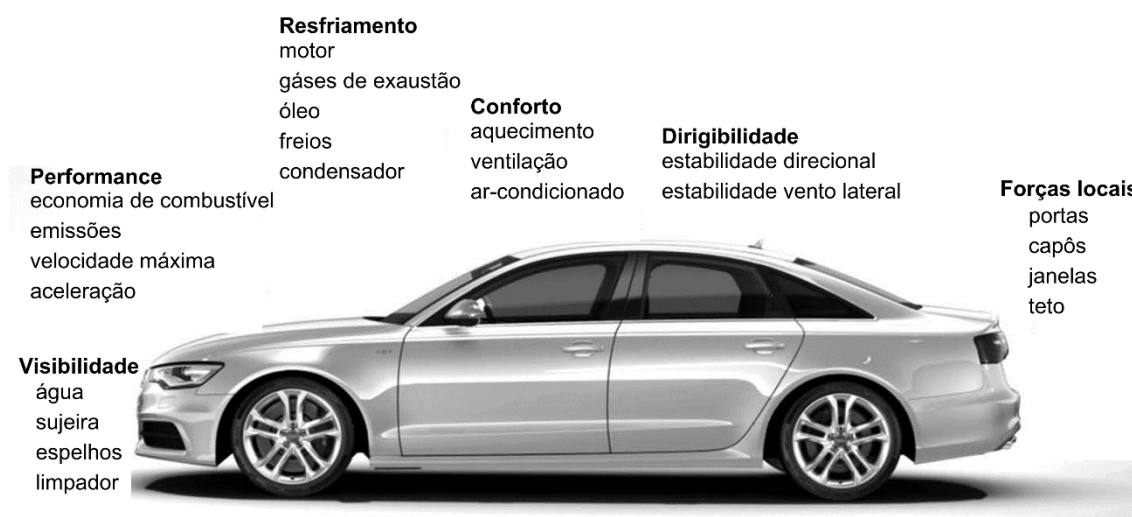 Resfriamento
motor
gáses de exaustão
óleo
freios
condensador
Conforto
aquecimento
ventilação
ar-condicionado
Dirigibilidade
estabilidade direcional
estabilidade vento lateral
Performance
economia de combustível
emissões
velocidade máxima
aceleração
Forças locais
portas
capôs
janelas
teto
Visibilidade
água
sujeira
espelhos
limpador